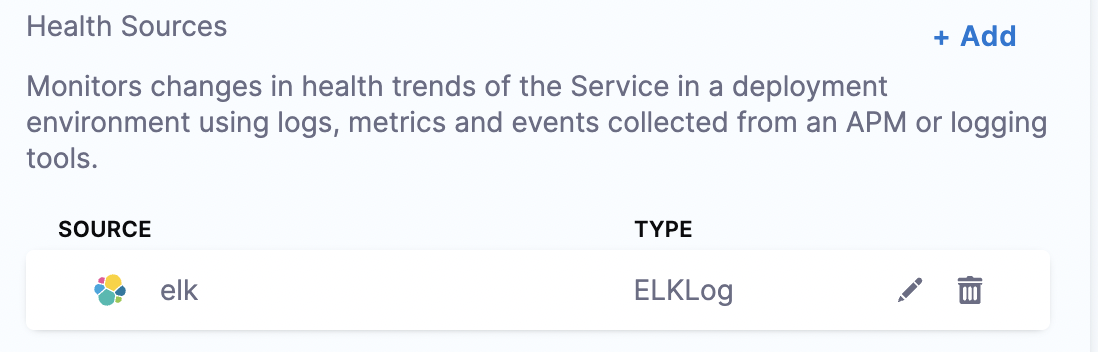 Health Sources
+ Add
Monitors changes in health trends of the Service in a deployment
environment using logs, metrics and events collected from an APM or logging
tools.
SOURCE TYPE
elk ELKLog